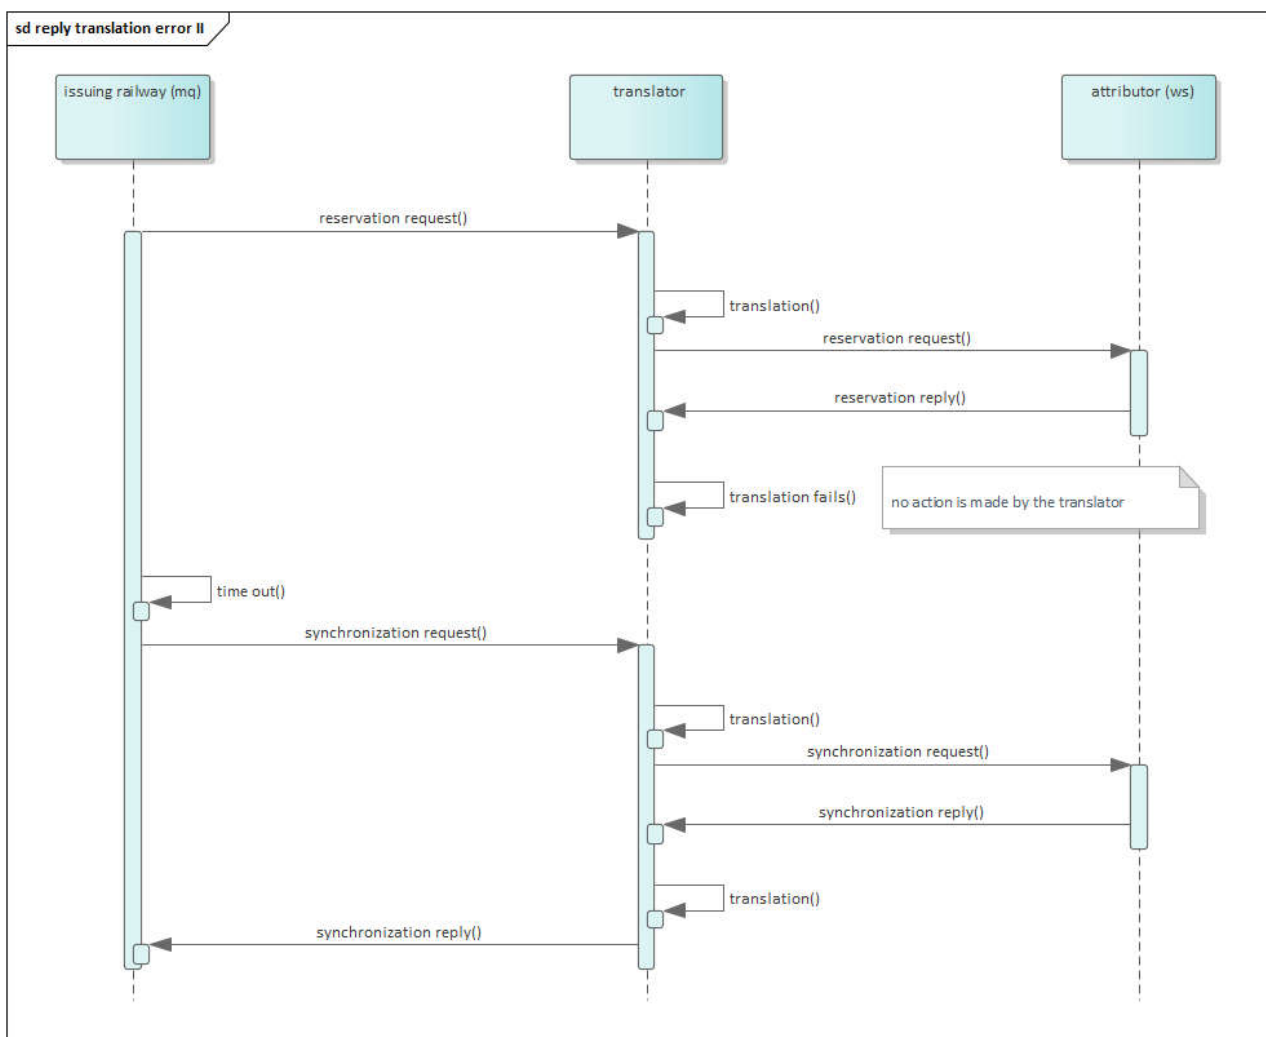 sd reply translation error II
issuing railway (mq)
translator
attributor (ws)
reservation request()
translation()
reservation request()
reservation reply()
translation fails()
no action is made by the translator
time out()
synchronization request()
translation()
synchronization request()
synchronization reply()
translation()
synchronization reply()